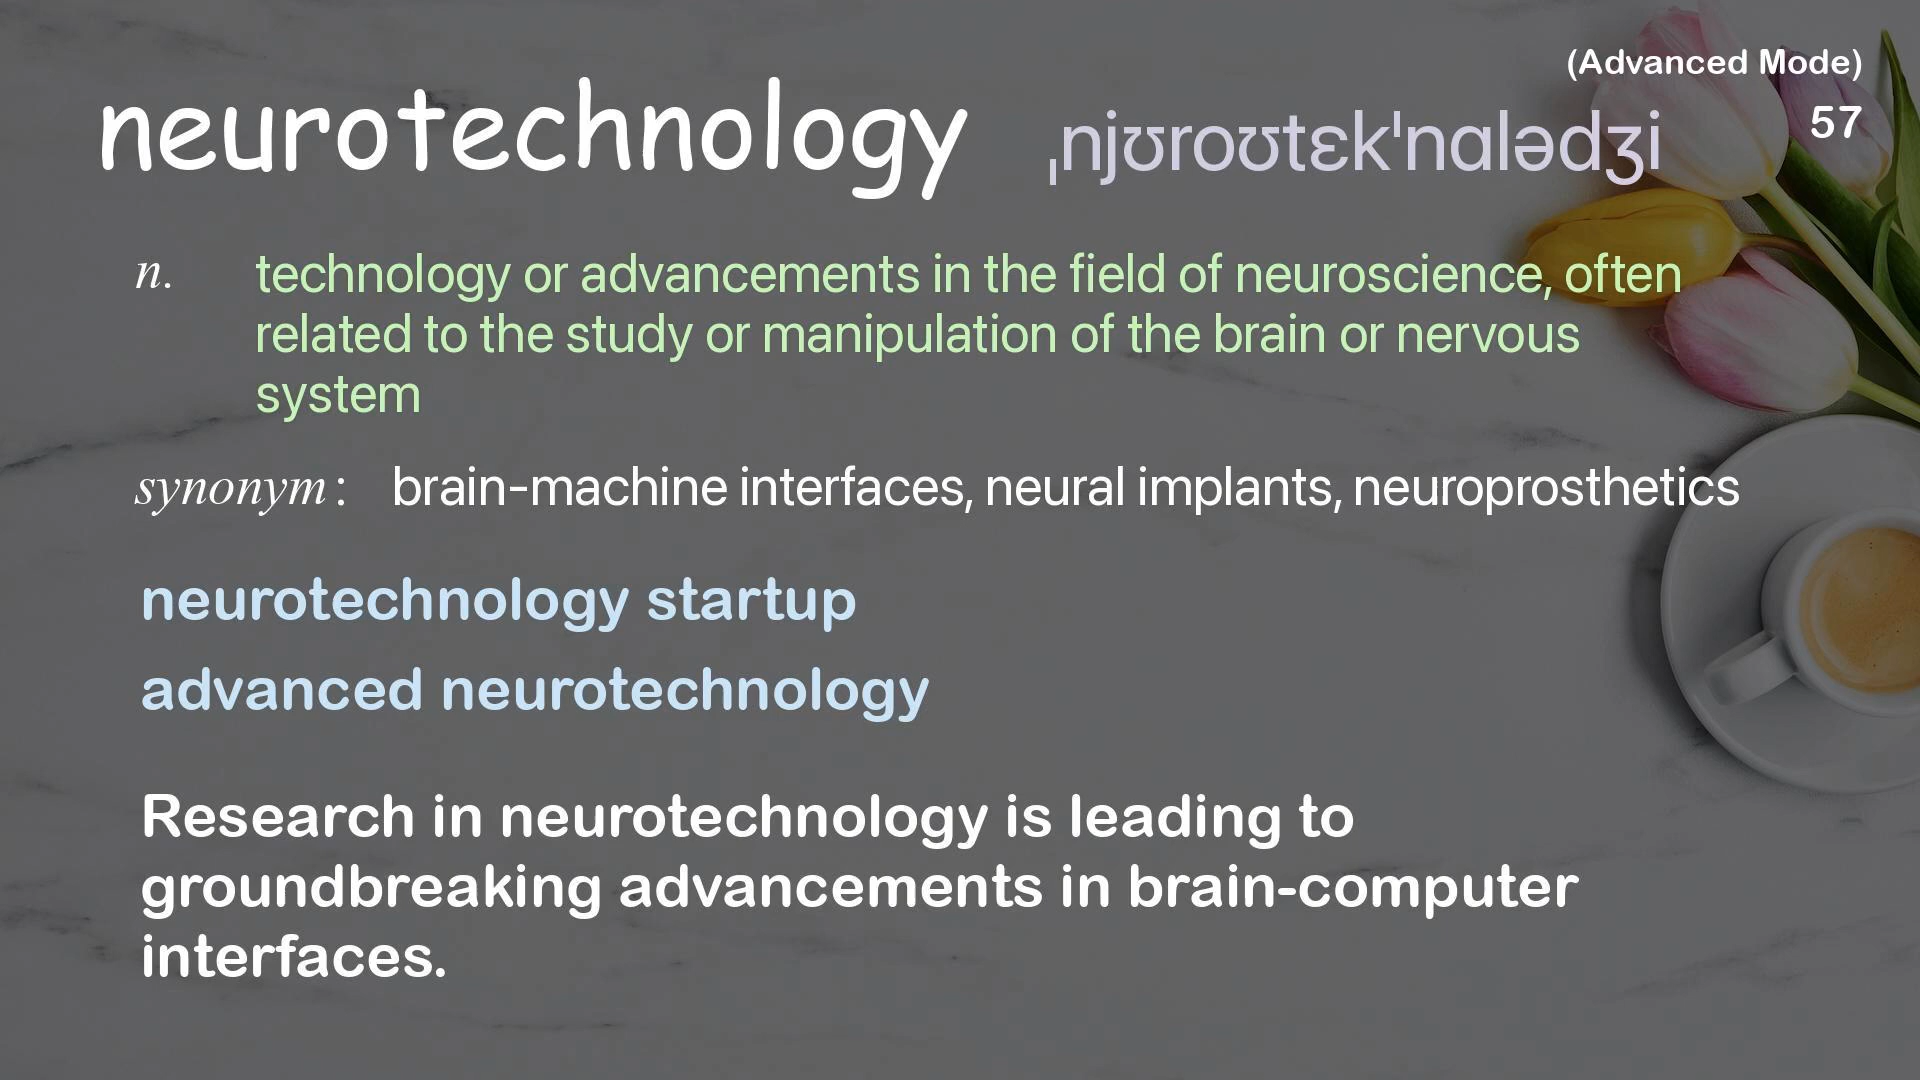 (Advanced Mode)
neurotechnology ˌnjʊroʊtɛkˈnɑlədʒi 57
n. technology or advancements in the field of neuroscience, often
related to the study or manipulation of the brain or nervous
system
synonym: brain-machine interfaces, neural implants, neuroprosthetics
neurotechnology startup
advanced neurotechnology
Research in neurotechnology is leading to
groundbreaking advancements in brain-computer
interfaces.